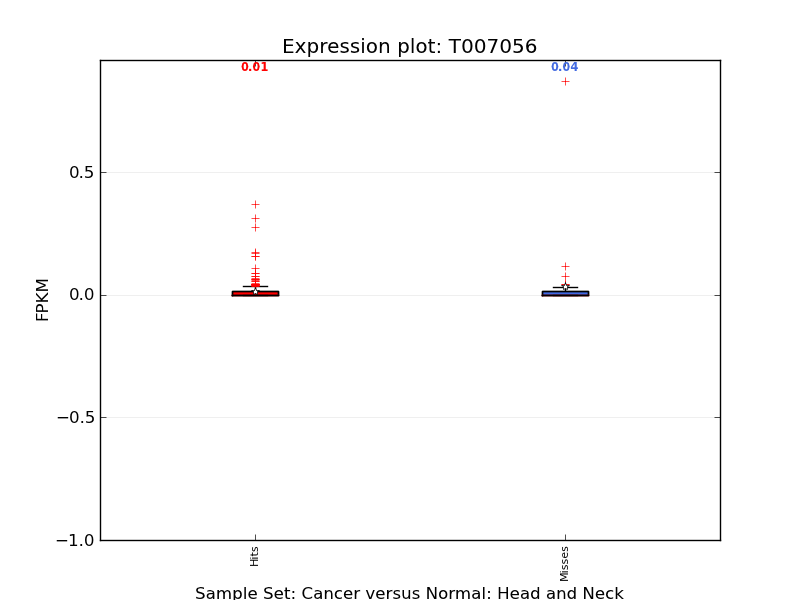 Expression plot: T007056
0.01
0.04
0.5
0.0
−0.5
−1.0
FPKM
Hits
Misses
Sample Set: Cancer versus Normal: Head and Neck